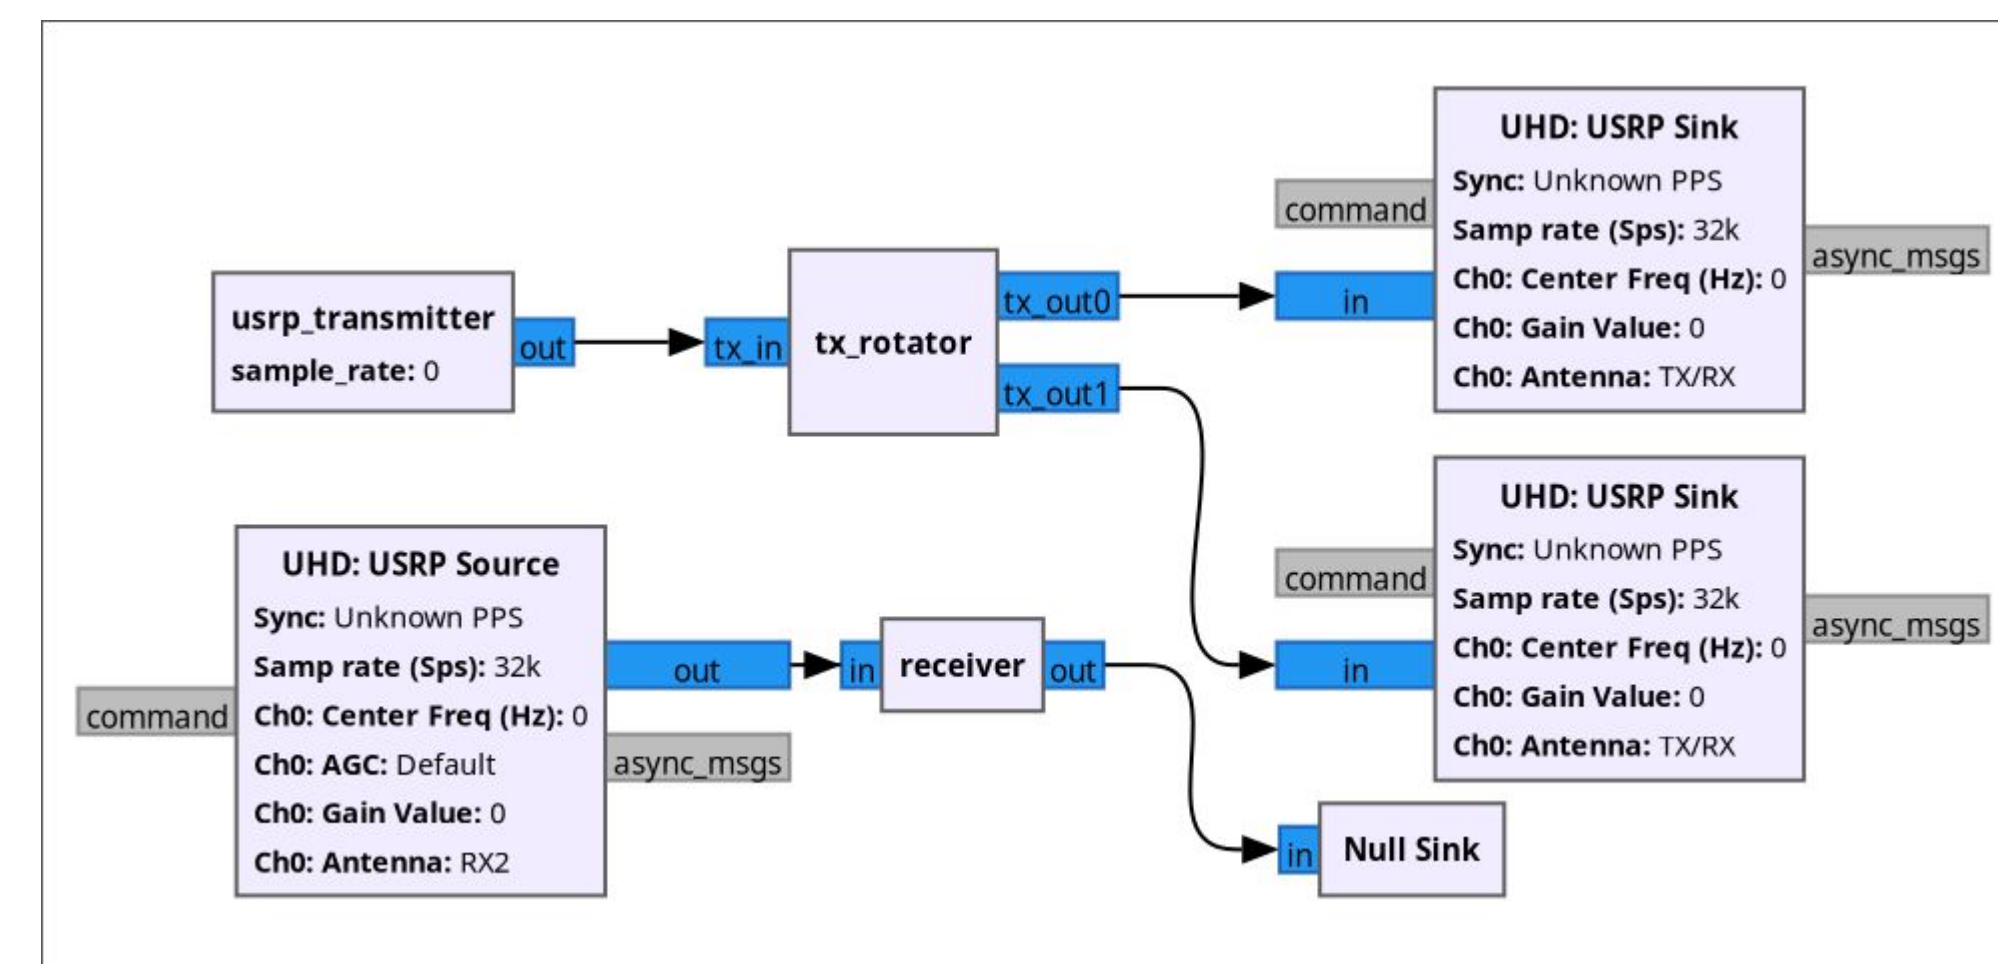 usrp_transmitter
sample_rate: 0
out
tx_in
tx_rotator
tx_out0
tx_out1
command
in
UHD: USRP Sink
Sync: Unknown PPS
Samp rate (Sps): 32k
Ch0: Center Freq (Hz): 0
Ch0: Gain Value: 0
Ch0: Antenna: TX/RX
async_msgs
command
in
UHD: USRP Sink
Sync: Unknown PPS
Samp rate (Sps): 32k
Ch0: Center Freq (Hz): 0
Ch0: Gain Value: 0
Ch0: Antenna: TX/RX
async_msgs
command
UHD: USRP Source
Sync: Unknown PPS
Samp rate (Sps): 32k
Ch0: Center Freq (Hz): 0
Ch0: AGC: Default
Ch0: Gain Value: 0
Ch0: Antenna: RX2
out
async_msgs
in
receiver
out
in
Null Sink